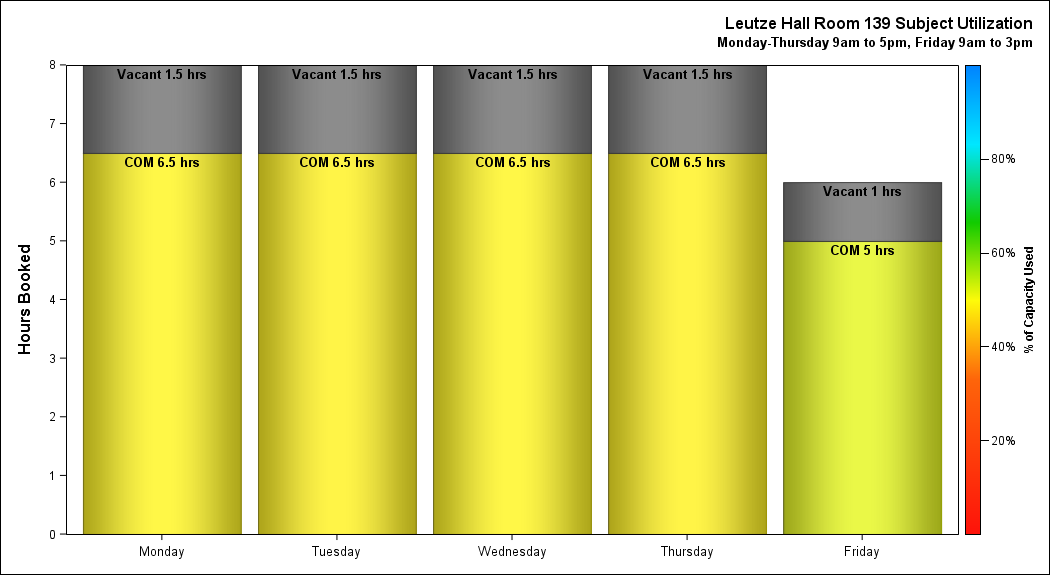 Leutze Hall Room 139 Subject Utilization
Monday-Thursday 9am to 5pm, Friday 9am to 3pm
Hours Booked
8
7
6
5
4
3
2
1
0
Vacant 1.5 hrs
COM 6.5 hrs
Vacant 1.5 hrs
COM 6.5 hrs
Vacant 1.5 hrs
COM 6.5 hrs
Vacant 1.5 hrs
COM 6.5 hrs
Vacant 1 hrs
COM 5 hrs
Monday
Tuesday
Wednesday
Thursday
Friday
80%
60%
40%
20%
% of Capacity Used